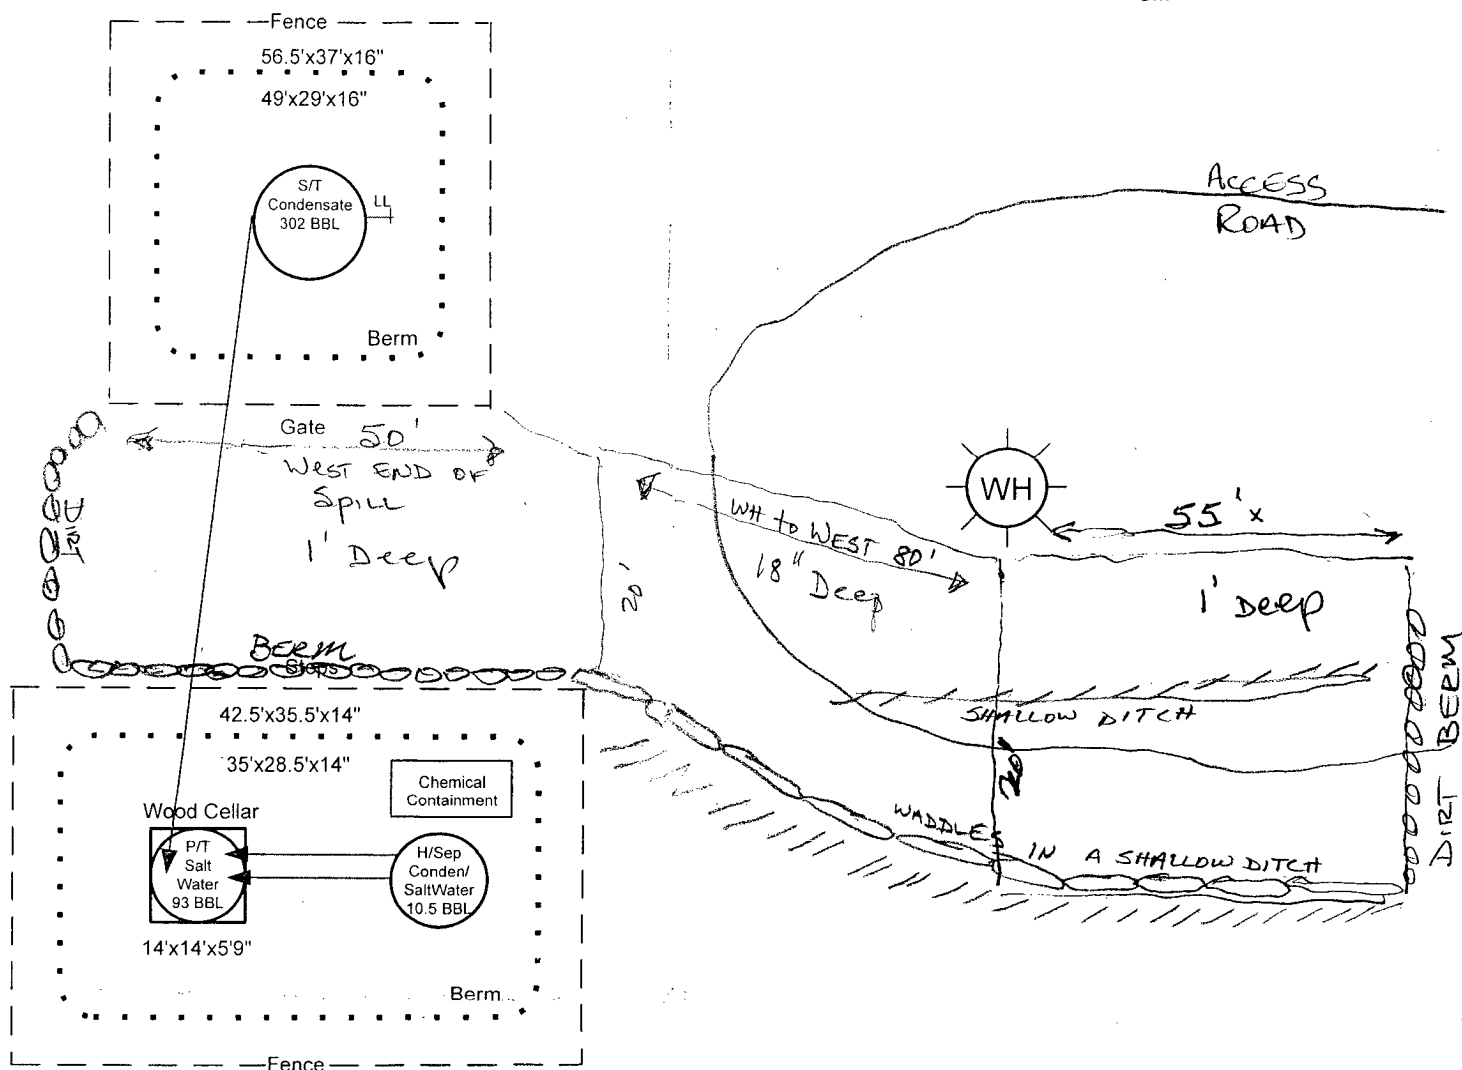 Fence
56.5'x37'x16"
49'x29'x16"
S/T
Condensate
302 BBL
LL
Berm
ACCESS
ROAD
Gate
50'
WEST END OF
SPILL
1' Deep
20'
WH to WEST 80'
18" Deep
WH
55' x
1' Deep
SHALLOW DITCH
20'
DIRT BERM
WADDLES IN A SHALLOW DITCH
BERM
Steps
42.5'x35.5'x14"
35'x28.5'x14"
Chemical
Containment
Wood Cellar
P/T
Salt
Water
93 BBL
H/Sep
Conden/
SaltWater
10.5 BBL
14'x14'x5'9"
Berm
Fence